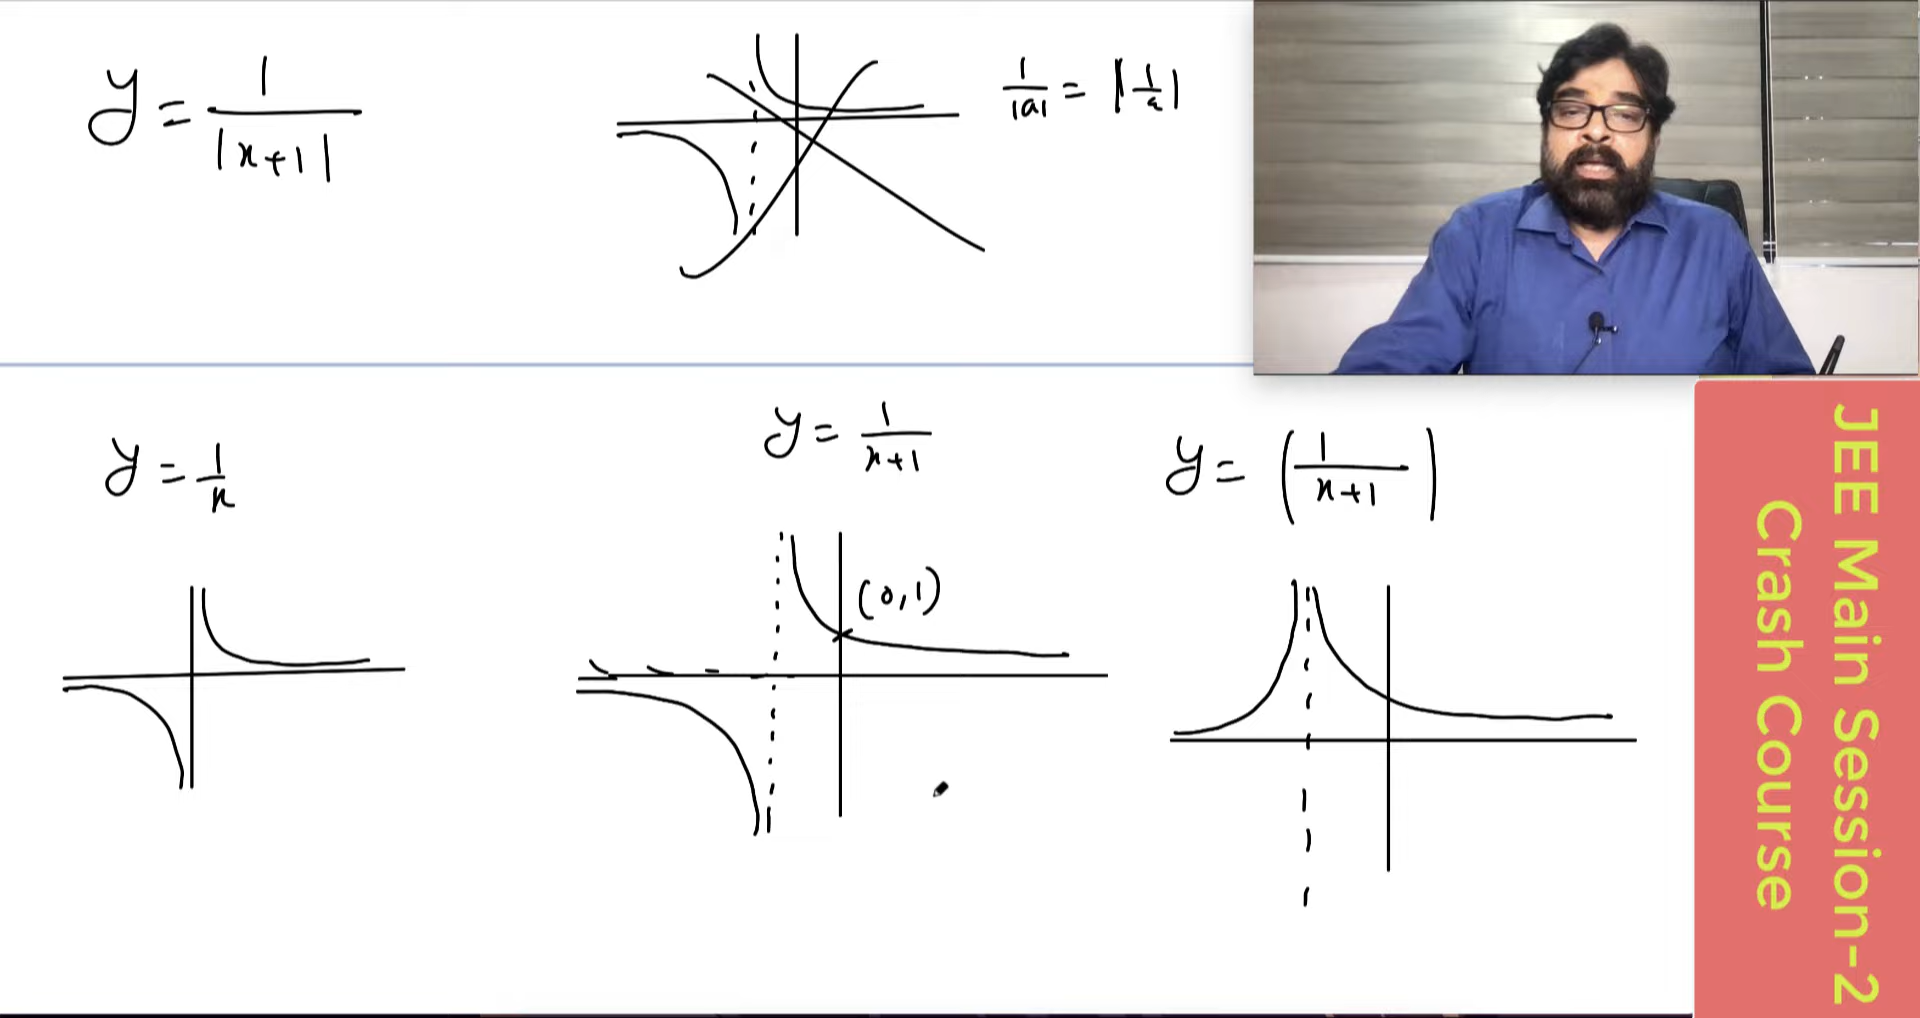 y = 1/|x+1|
1/|a| = |1/a|
y = 1/x
y = 1/x+1
(0,1)
y = |1/x+1|
JEE Main Session-2
Crash Course